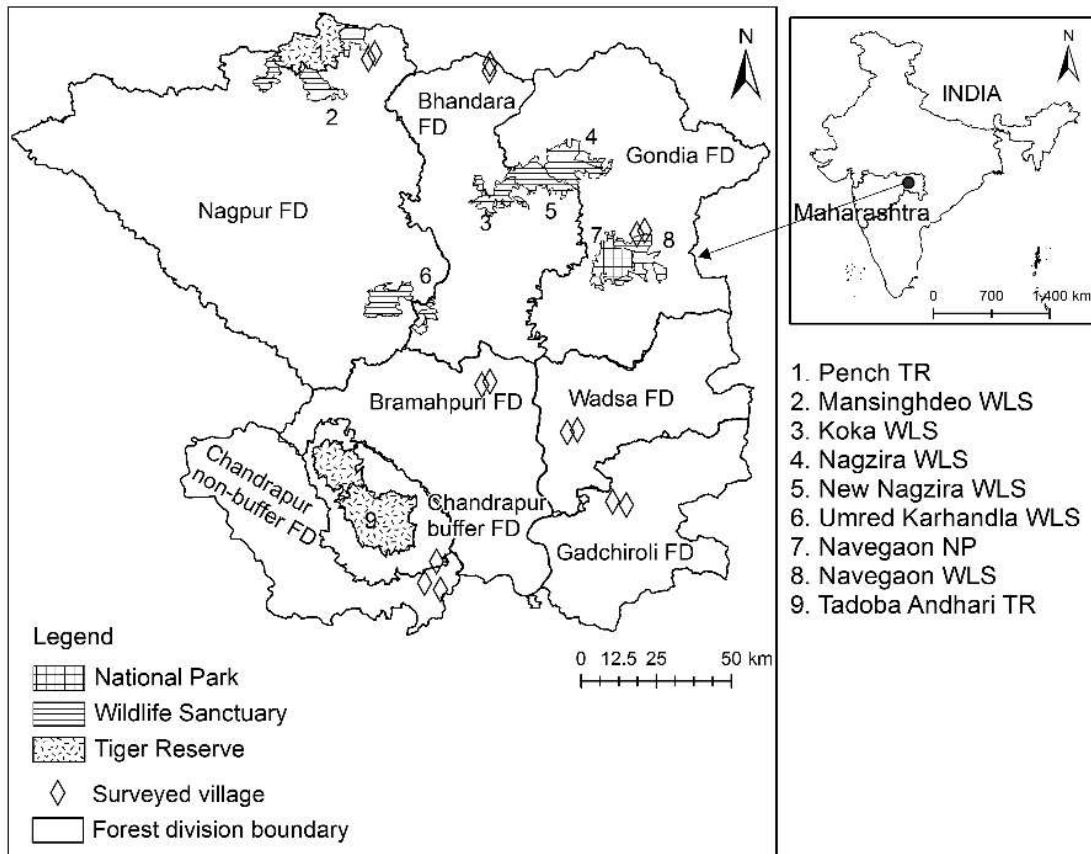 N
1
2
Bhandara
FD
4
Gondia FD
Nagpur FD
3
5
7
8
6
Bramahpuri FD
Wadsa FD
Chandrapur
non-buffer FD
9
Chandrapur
buffer FD
Gadchiroli FD
Legend
National Park
Wildlife Sanctuary
Tiger Reserve
Surveyed village
Forest division boundary
0 12.5 25 50 km
N
INDIA
Maharashtra
0 700 1400 km
1. Pench TR
2. Mansinghdeo WLS
3. Koka WLS
4. Nagzira WLS
5. New Nagzira WLS
6. Umred Karhandla WLS
7. Navegaon NP
8. Navegaon WLS
9. Tadoba Andhari TR